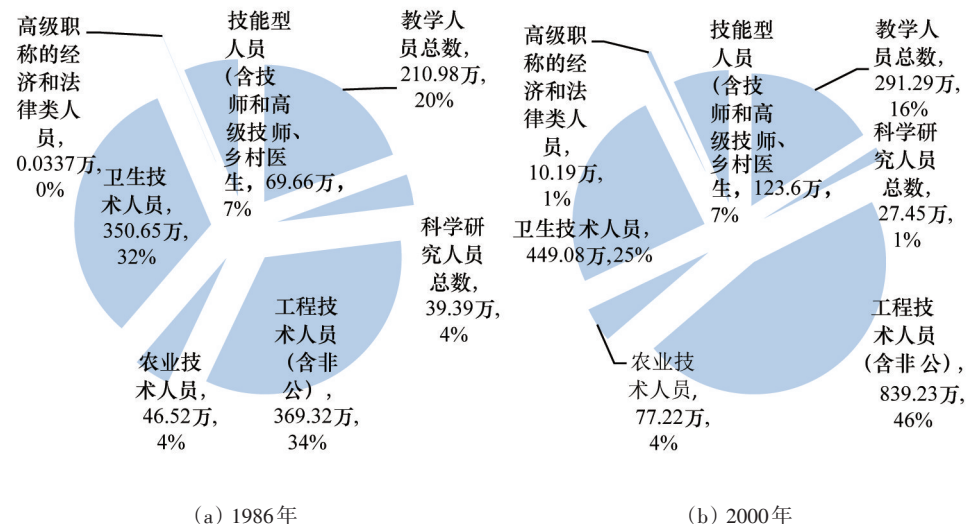 高级职
称的经
济和法
律类人
员，
0.0337万,
0%
技能型
人员
(含技
师和高
级技师、
乡村医
生，69.66万，
7%
教学人
员总数,
210.98万,
20%
科学研
究人员
总数,
39.39万,
4%
工程技
术人员
（含非
公），
369.32万,
34%
农业技
术人员,
46.52万,
4%
卫生技
术人员，
350.65万,
32%
(a) 1986年
高级职
称的经
济和法
律类人
员，
10.19万,
1%
技能型
人员
(含技
师和高
级技师、
乡村医
生，123.6万，
7%
教学人
员总数,
291.29万,
16%
科学研
究人员
总数,
27.45万,
1%
工程技
术人员
(含非公),
839.23万,
46%
农业技
术人员,
77.22万,
4%
卫生技术人员，
449.08万,25%
(b) 2000年